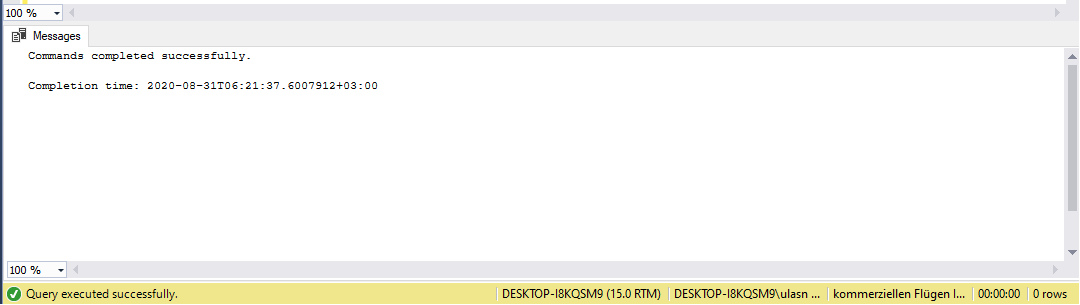 100 %
Messages
Commands completed successfully.
Completion time: 2020-08-31T06:21:37.6007912+03:00
100 %
Query executed successfully. DESKTOP-I8KQSM9 (15.0 RTM) DESKTOP-I8KQSM9\ulasn ... kommerziellen Flügen I... 00:00:00 0 rows